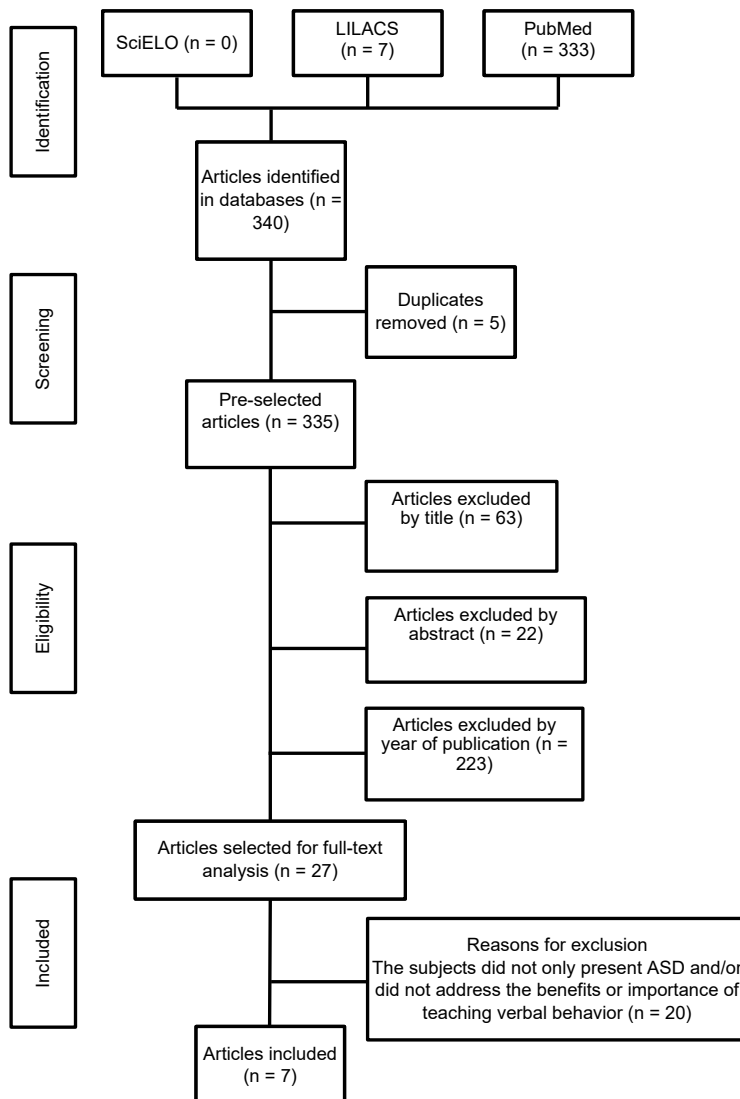 Identification
SciELO (n = 0)
LILACS
(n = 7)
PubMed
(n = 333)
Articles identified
in databases (n =
340)
Screening
Duplicates
removed (n = 5)
Pre-selected
articles (n = 335)
Eligibility
Articles excluded
by title (n = 63)
Articles excluded by
abstract (n = 22)
Articles excluded by
year of publication (n =
223)
Articles selected for full-text
analysis (n = 27)
Included
Reasons for exclusion
The subjects did not only present ASD and/or
did not address the benefits or importance of
teaching verbal behavior (n = 20)
Articles included
(n = 7)